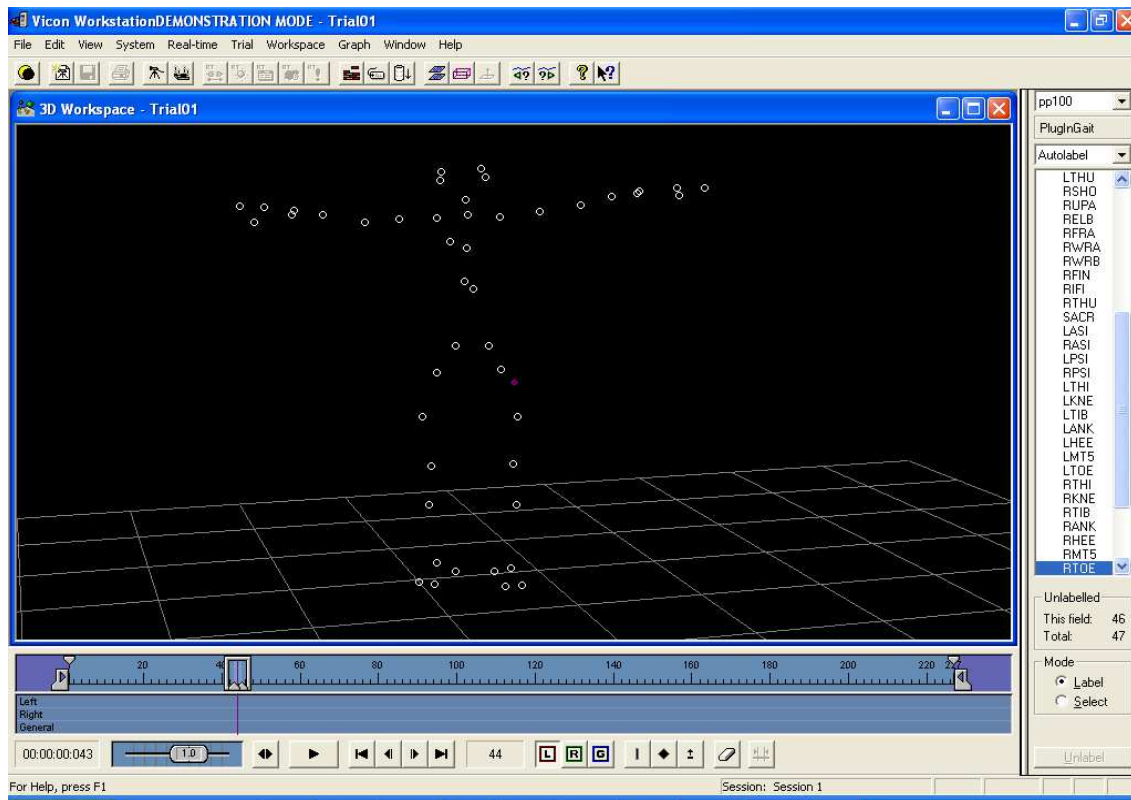 Vicon WorkstationDEMONSTRATION MODE - Trial01
File Edit View System Real-time Trial Workspace Graph Window Help
3D Workspace - Trial01
pp100
PlugInGait
Autolabel
LTHU
RSHO
RUPA
RELB
RFRA
RWRA
RWRB
RFIN
RIFI
RTHU
SACR
LASI
RASI
LPSI
RPSI
LTHI
LKNE
LTIB
LANK
LHEE
LMT5
LTOE
RTHI
RKNE
RTIB
RANK
RHEE
RMT5
RTOE
Unlabelled
This field: 46
Total: 47
Mode
Label
Select
Unlabel
20 60 80 100 120 140 160 180 200 220
Left
Right
General
00:00:00:043 1.0 44 L R G
For Help, press F1 Session: Session 1